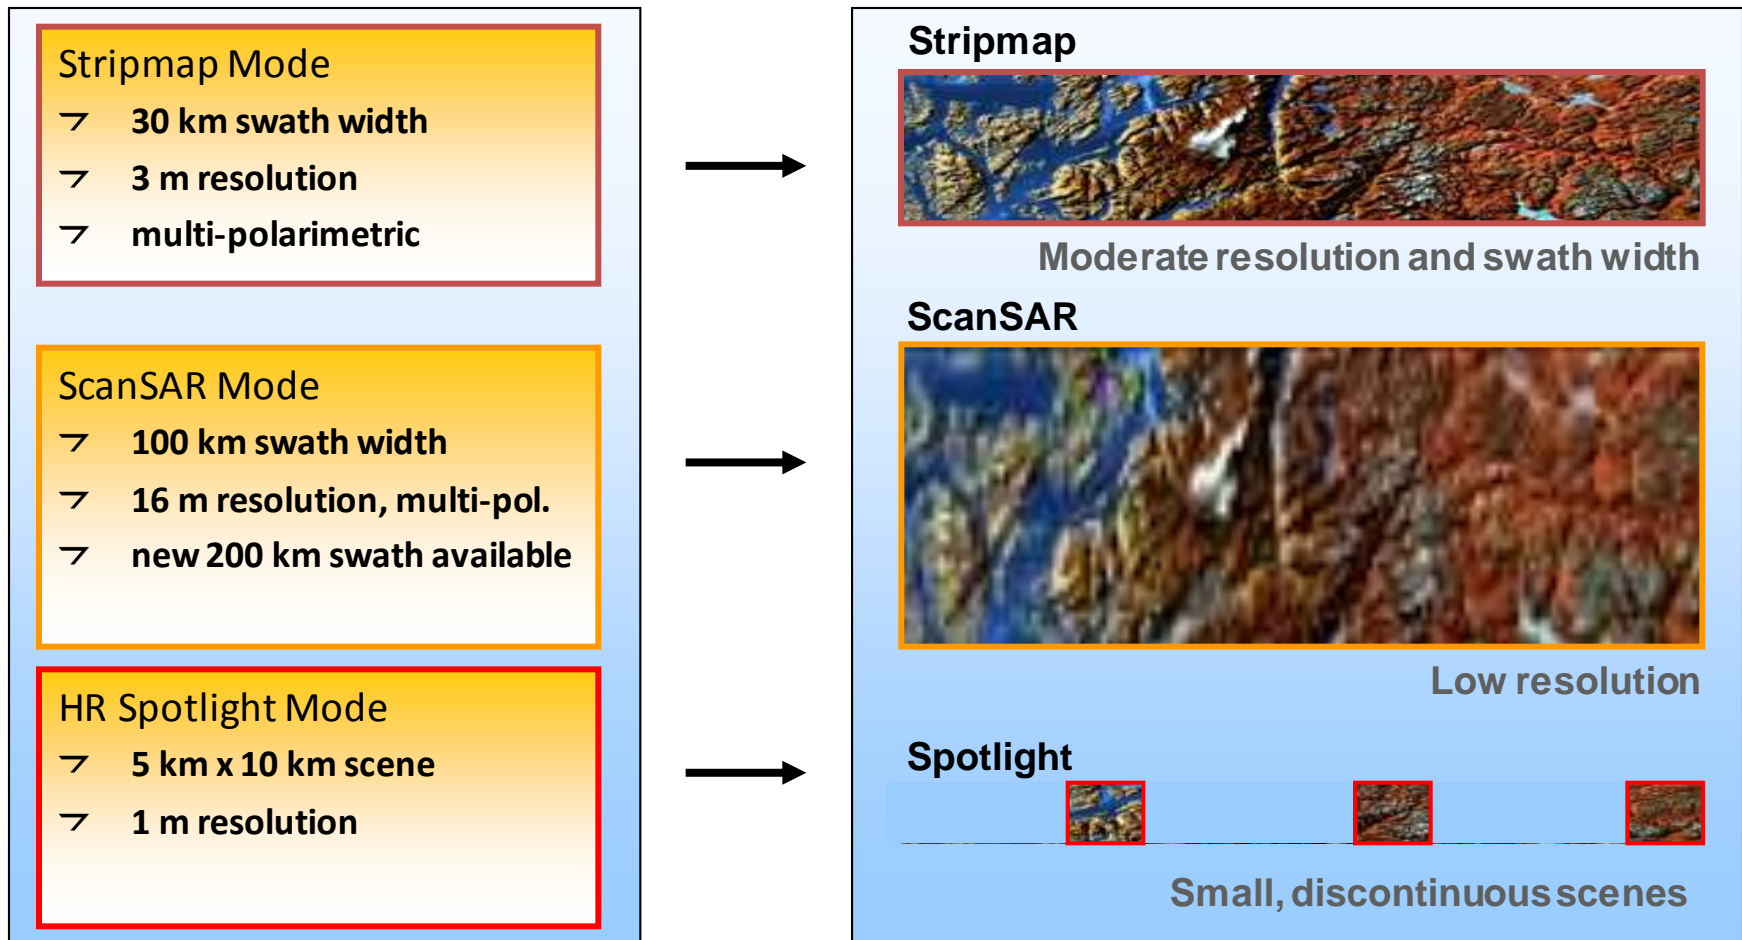 Stripmap Mode
30 km swath width
3 m resolution
multi-polarimetric
ScanSAR Mode
100 km swath width
16 m resolution, multi-pol.
new 200 km swath available
HR Spotlight Mode
5 km x 10 km scene
1 m resolution
Stripmap
Moderate resolution and swath width
ScanSAR
Low resolution
Spotlight
Small, discontinuous scenes